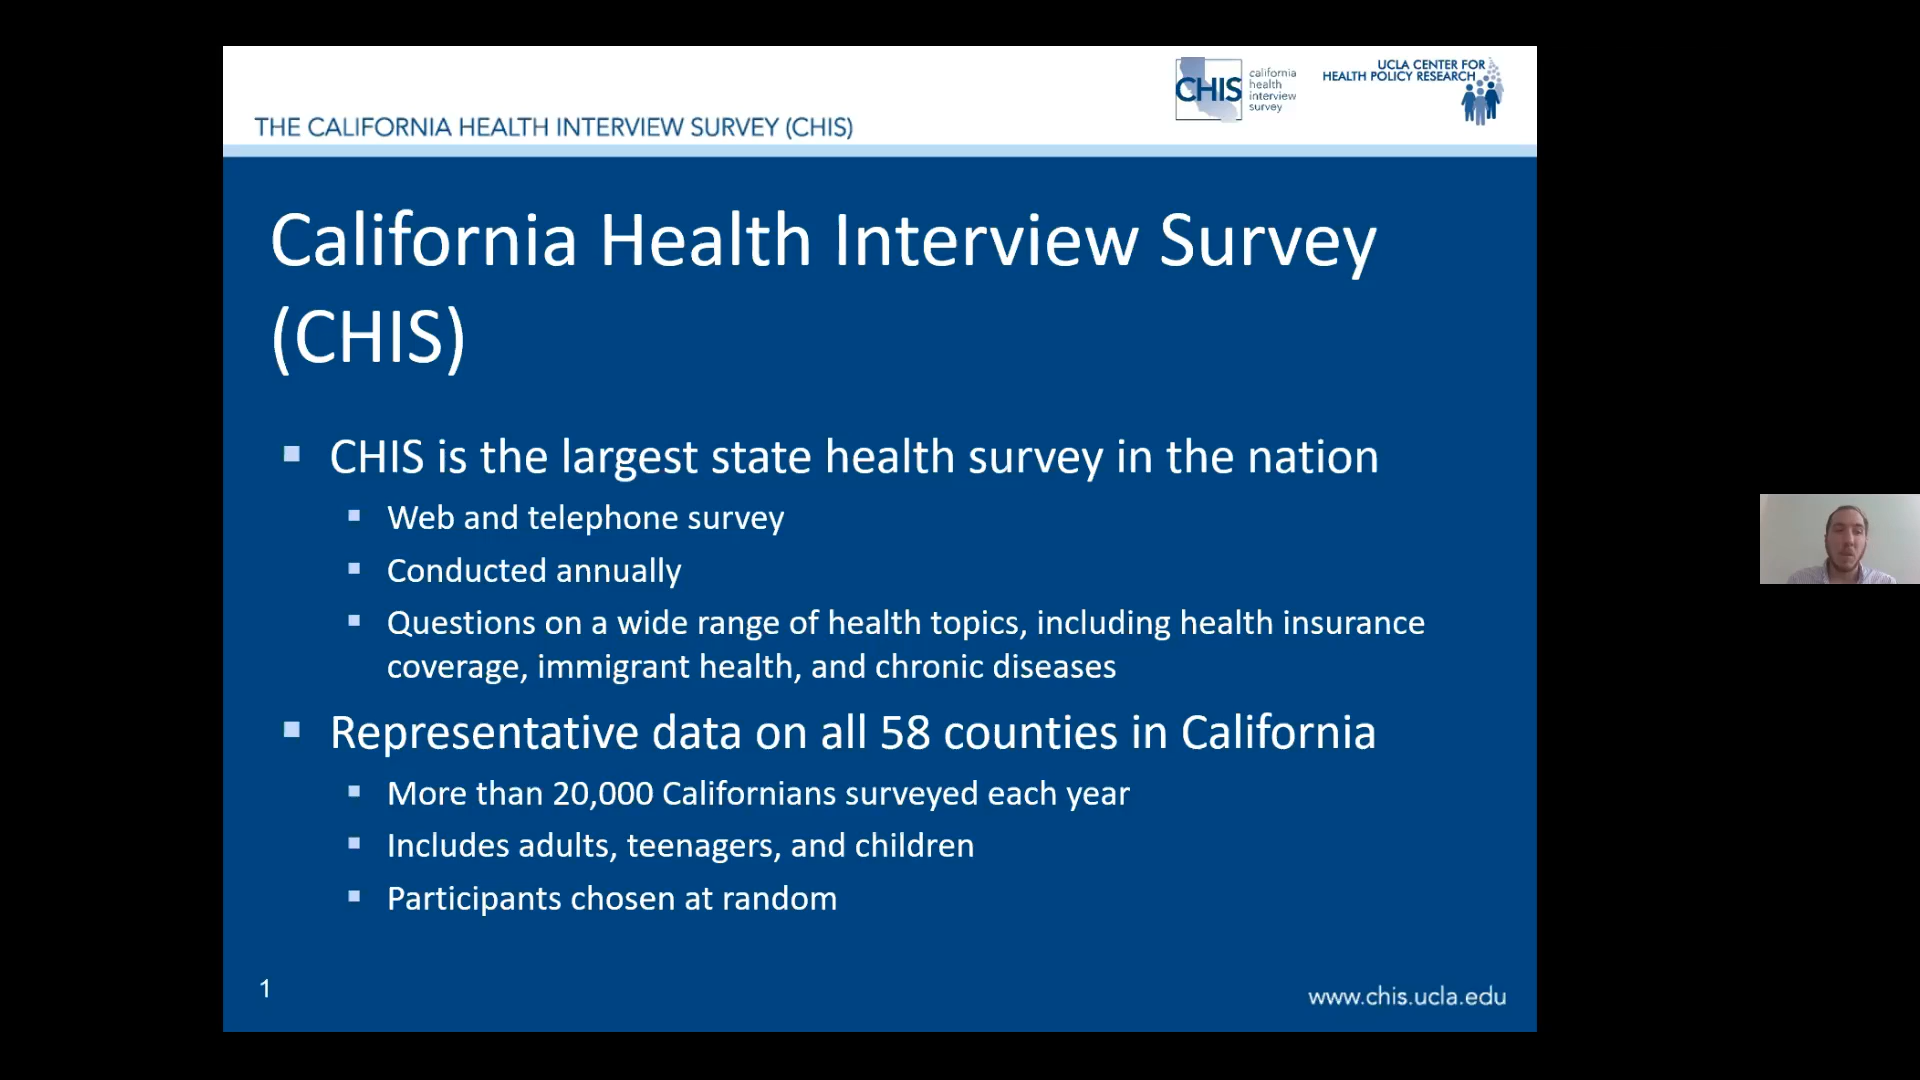 CHIS
california
health
interview
survey
UCLA CENTER FOR
HEALTH POLICY RESEARCH
THE CALIFORNIA HEALTH INTERVIEW SURVEY (CHIS)
California Health Interview Survey
(CHIS)
▪ CHIS is the largest state health survey in the nation
▪ Web and telephone survey
▪ Conducted annually
▪ Questions on a wide range of health topics, including health insurance
coverage, immigrant health, and chronic diseases
▪ Representative data on all 58 counties in California
▪ More than 20,000 Californians surveyed each year
▪ Includes adults, teenagers, and children
▪ Participants chosen at random
1
www.chis.ucla.edu